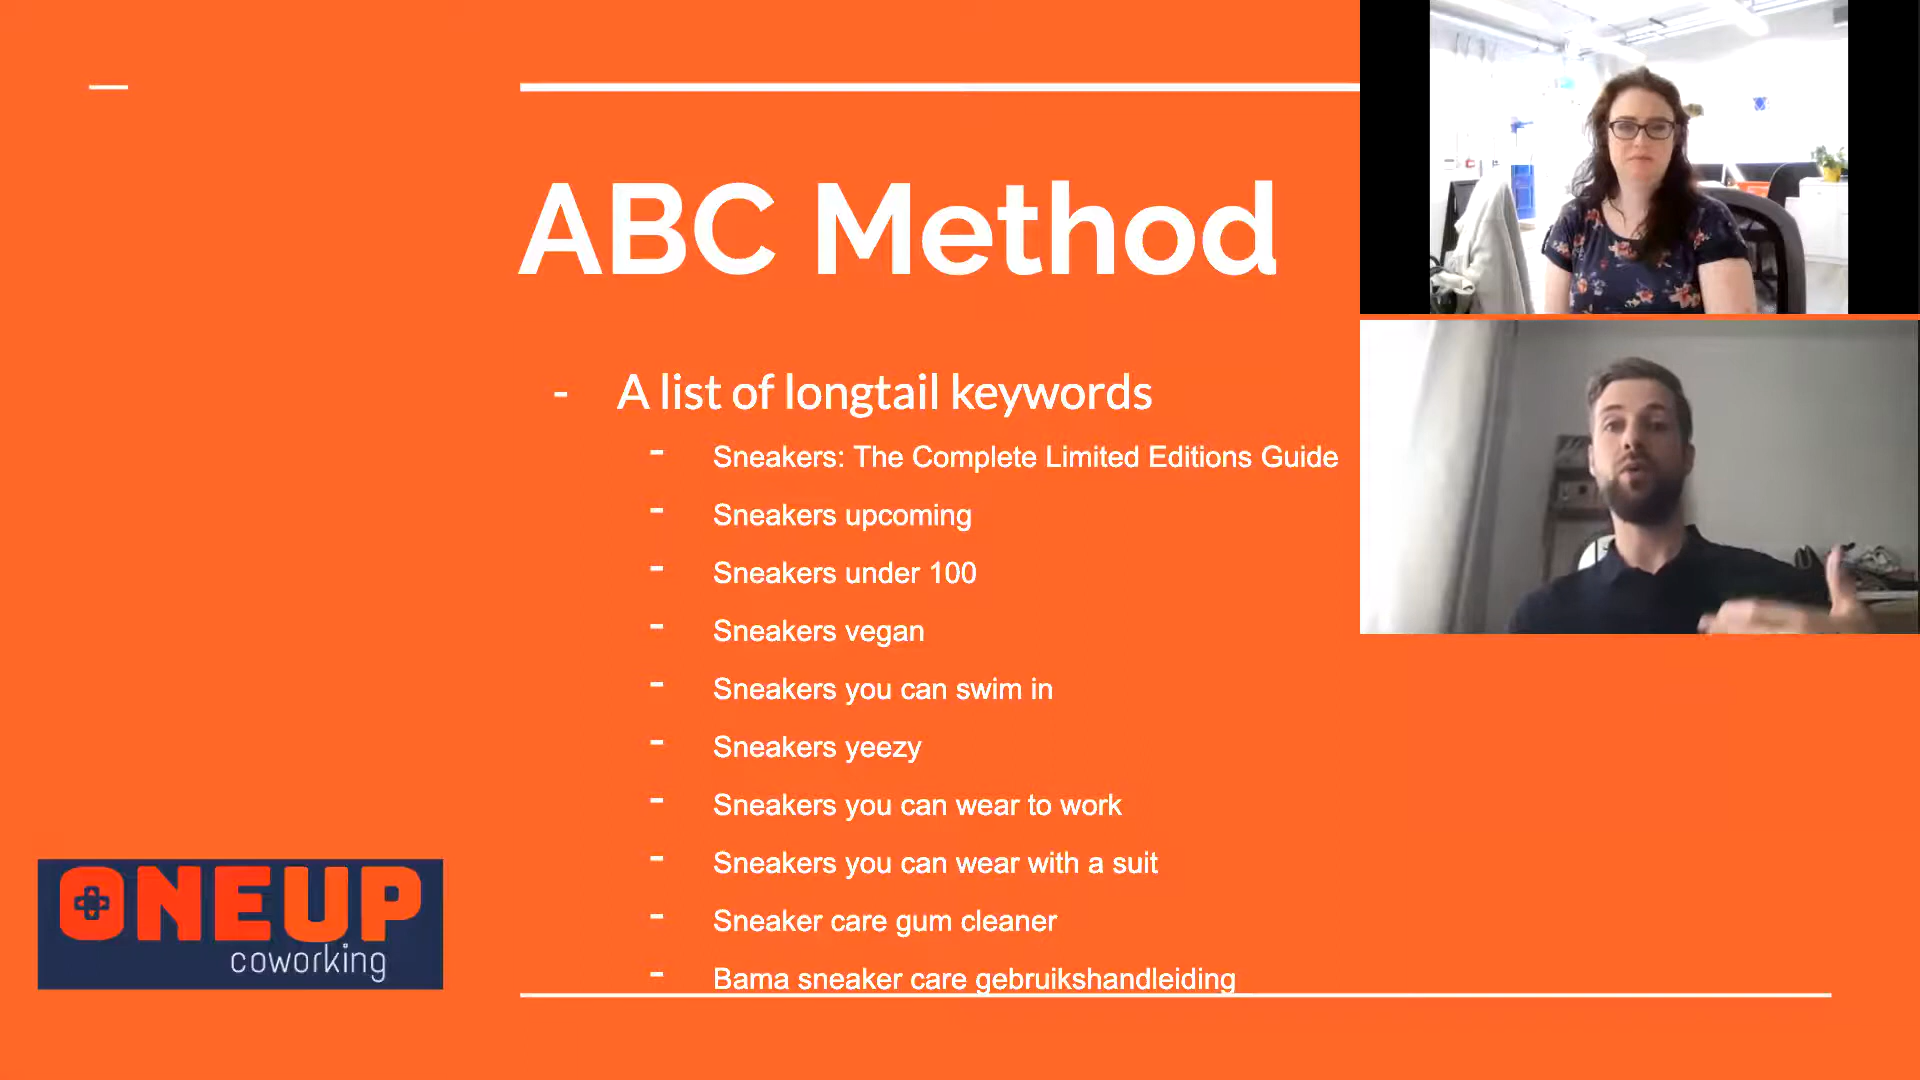 ABC Method
- A list of longtail keywords
- Sneakers: The Complete Limited Editions Guide
- Sneakers upcoming
- Sneakers under 100
- Sneakers vegan
- Sneakers you can swim in
- Sneakers yeezy
- Sneakers you can wear to work
- Sneakers you can wear with a suit
- Sneaker care gum cleaner
- Bama sneaker care gebruikshandleiding
ONEUP
coworking